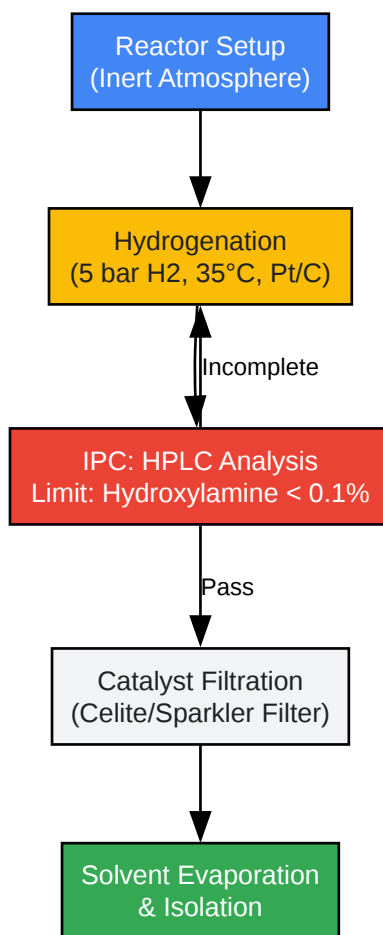 Reactor Setup
(Inert Atmosphere)
Hydrogenation
(5 bar H2, 35°C, Pt/C)
Incomplete
IPC: HPLC Analysis
Limit: Hydroxylamine < 0.1%
Pass
Catalyst Filtration
(Celite/Sparkler Filter)
Solvent Evaporation
& Isolation